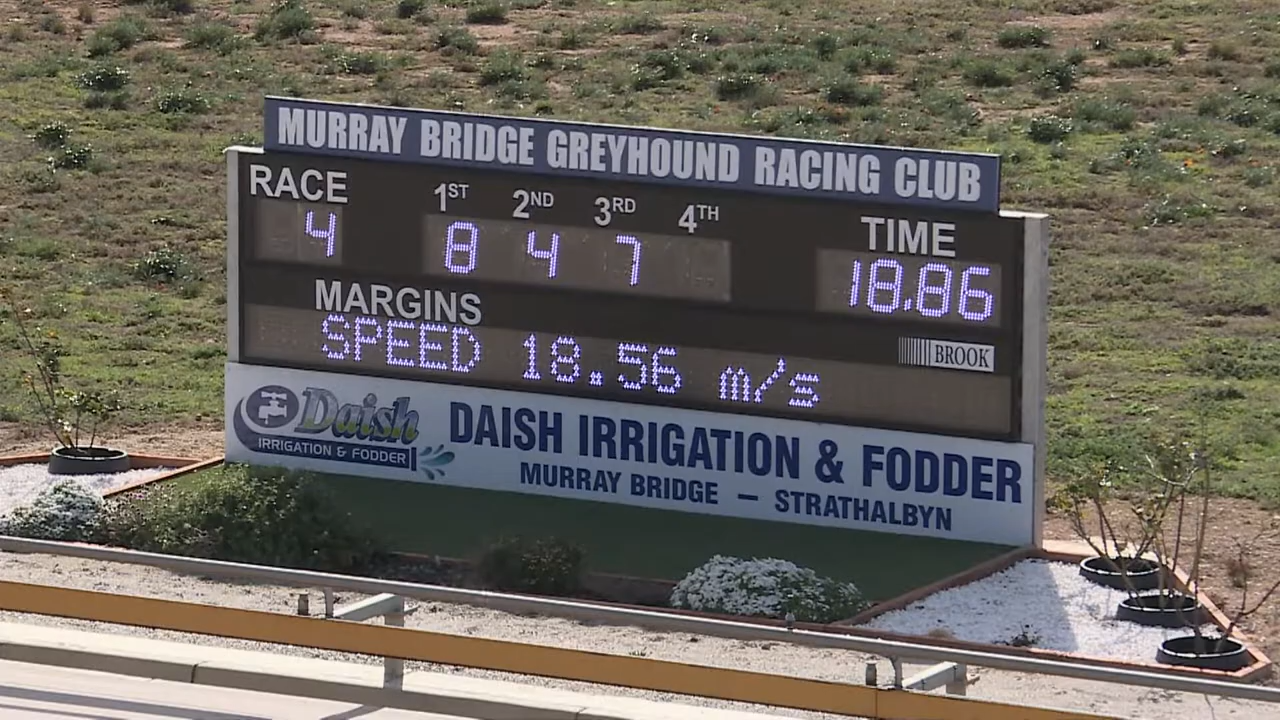 MURRAY BRIDGE GREYHOUND RACING CLUB
RACE 1ST 2ND 3RD 4TH TIME
4 8 4 7 18.86
MARGINS
SPEED 18.56 m/s
BROOK
Daish
IRRIGATION & FODDER
DAISH IRRIGATION & FODDER
MURRAY BRIDGE – STRATHALBYN